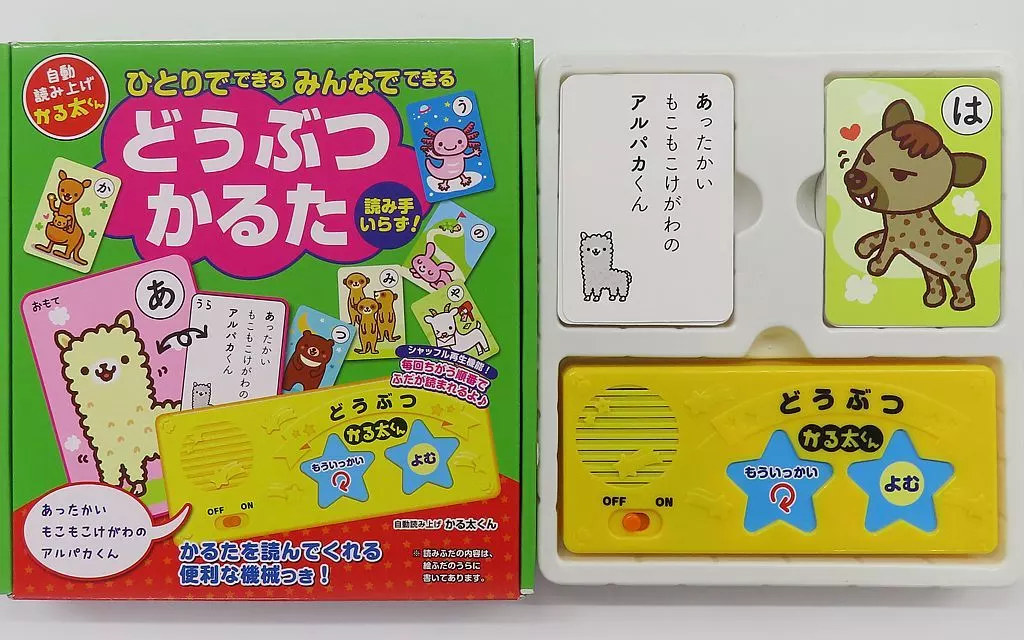 自動
読み上げ
かる太くん
ひとりでできる みんなでできる
どうぶつ
かるた
読み手
いらず！
う
か
の
み
や
こ
おもて
あ
うら
あったかい
もこもこけがわの
アルパカくん
シャッフル再生機能！
毎回ちがう順番で
ふだが読まれるよ♪
どうぶつ
かる太くん
もういっかい
よむ
OFF ON
自動読み上げ かる太くん
あったかい
もこもこけがわの
アルパカくん
かるたを読んでくれる
便利な機械つき！
※ 読みふだの内容は、
絵ふだのうらに
書いてあります。
あったかい
もこもこけがわの
アルパカくん
は
どうぶつ
かる太くん
もういっかい
よむ
OFF ON